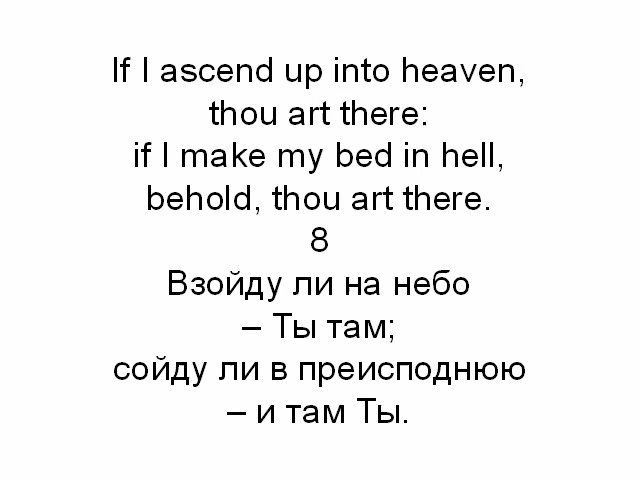 If I ascend up into heaven,
thou art there:
if I make my bed in hell,
behold, thou art there.
8
Взойду ли на небо
– Ты там;
сойду ли в преисподнюю
– и там Ты.